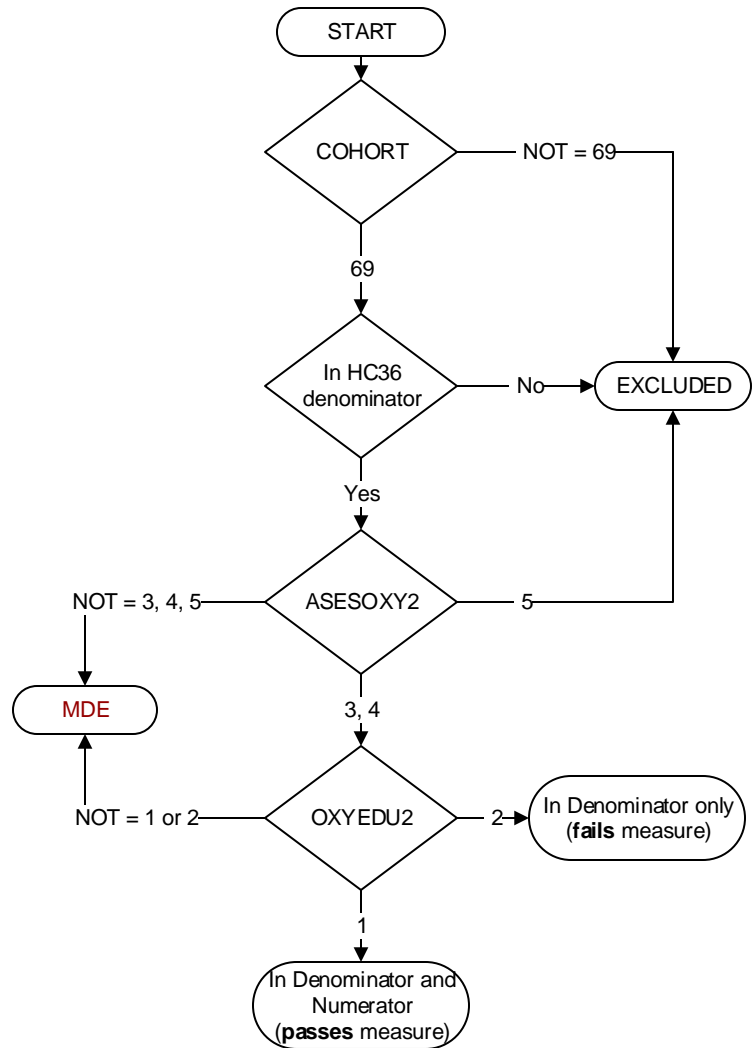 START
COHORT
NOT = 69
69
In HC36
denominator
No
EXCLUDED
Yes
NOT = 3, 4, 5
ASESOXY2
5
MDE
3, 4
NOT = 1 or 2
OXYEDU2
2
In Denominator only
(fails measure)
1
In Denominator and
Numerator
(passes measure)